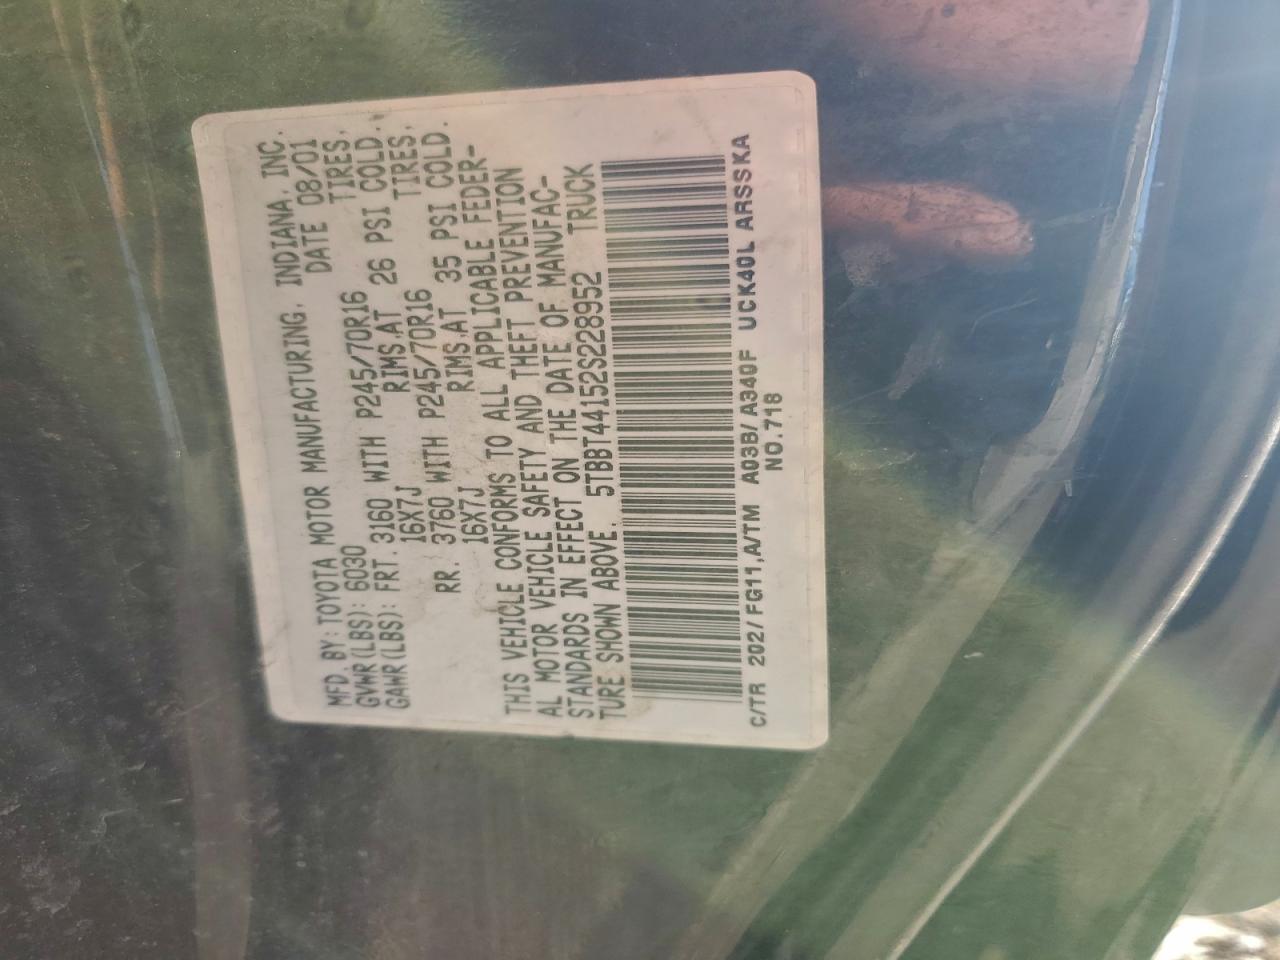 MFD. BY: TOYOTA MOTOR MANUFACTURING, INDIANA, INC.
GVWR(LBS): 6030 DATE 08/01
GAWR(LBS): FRT. 3160 WITH P245/70R16 TIRES,
16X7J RIMS,AT 26 PSI COLD.
RR. 3760 WITH P245/70R16 TIRES,
16X7J RIMS,AT 35 PSI COLD.
THIS VEHICLE CONFORMS TO ALL APPLICABLE FEDER-
AL MOTOR VEHICLE SAFETY AND THEFT PREVENTION
STANDARDS IN EFFECT ON THE DATE OF MANUFAC-
TURE SHOWN ABOVE. 5TBBT44152S228952 TRUCK
C/TR 202/FG11,A/TM A03B/A340F UCK40L ARSSKA
NO.718